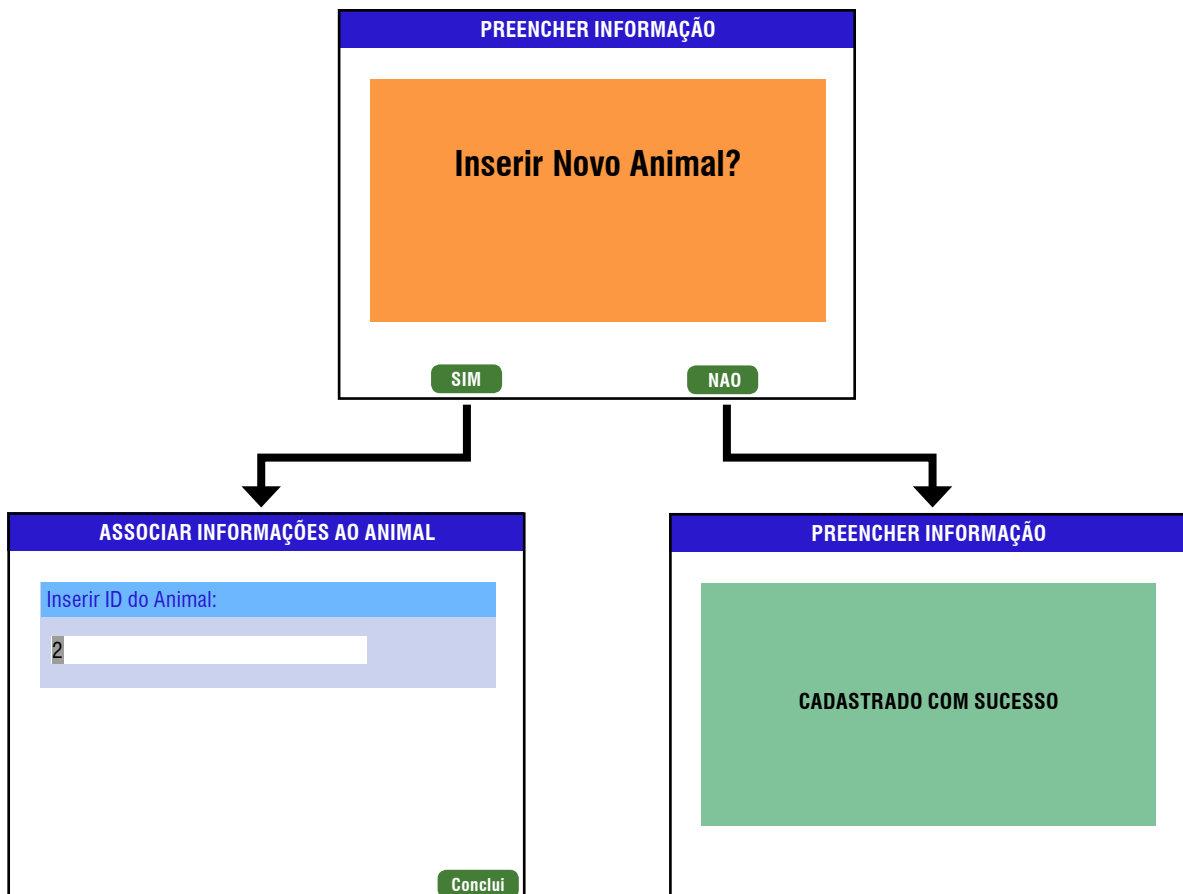 PREENCHER INFORMAÇÃO
Inserir Novo Animal?
SIM
NAO
ASSOCIAR INFORMAÇÕES AO ANIMAL
Inserir ID do Animal:
2
Conclui
PREENCHER INFORMAÇÃO
CADASTRADO COM SUCESSO